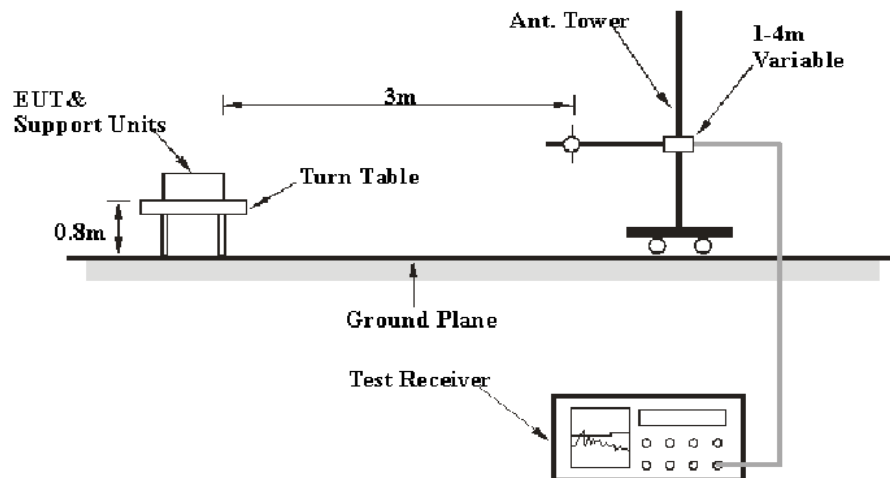 Ant. Tower
1-4m
Variable
3m
EUT&
Support Units
Turn Table
0.8m
Ground Plane
Test Receiver